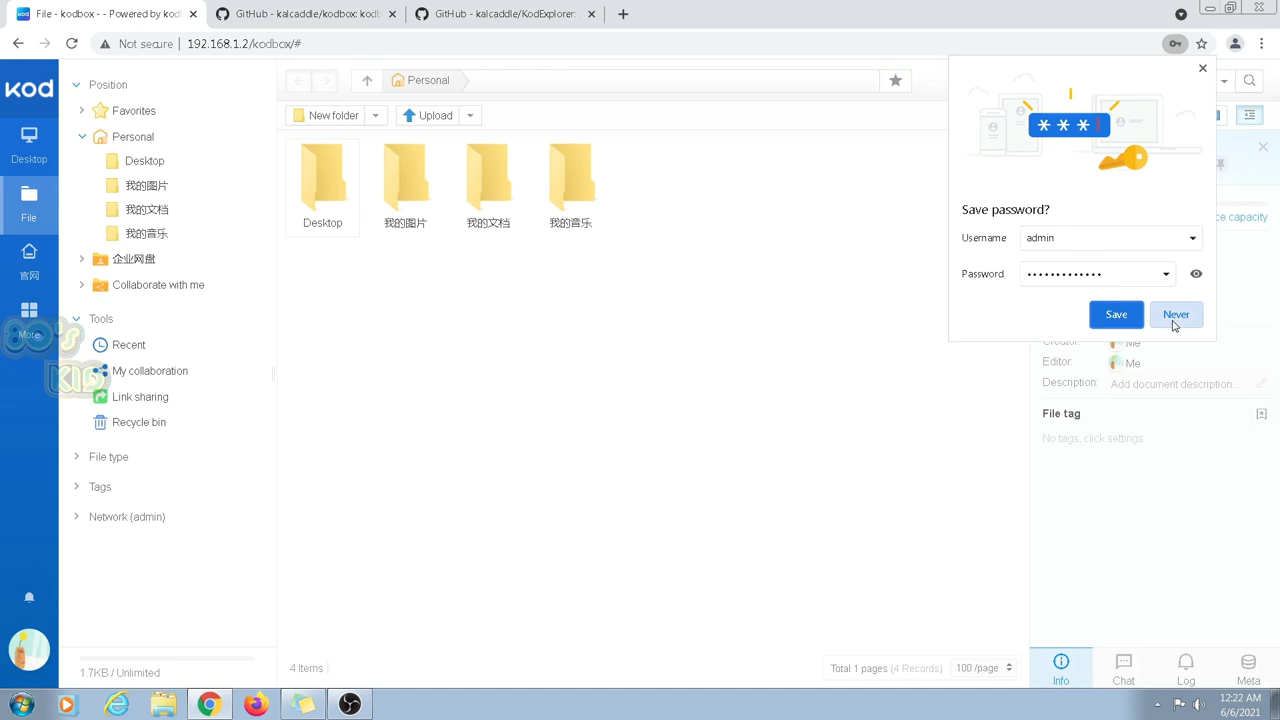 File - kodbox - - Powered by kod
GitHub - kalcaddle/kodbox: kodb
GitHub - kalcaddle/KodExplorer:
Not secure
192.168.1.2/kodbox/#
kod
Desktop
File
官网
More
80's
KID
Position
Favorites
Personal
Desktop
我的图片
我的文档
我的音乐
企业网盘
Collaborate with me
Tools
Recent
My collaboration
Link sharing
Recycle bin
File type
Tags
Network (admin)
1.7KB / Unlimited
Personal
New folder
Upload
Desktop
我的图片
我的文档
我的音乐
4 Items
Total 1 pages (4 Records)
100 /page
* * *
Save password?
Username
admin
Password
•••••••••••••
Save
Never
ce capacity
Creator:
Me
Editor:
Me
Description:
Add document description...
File tag
No tags, click settings
Info
Chat
Log
Meta
12:22 AM
6/6/2021